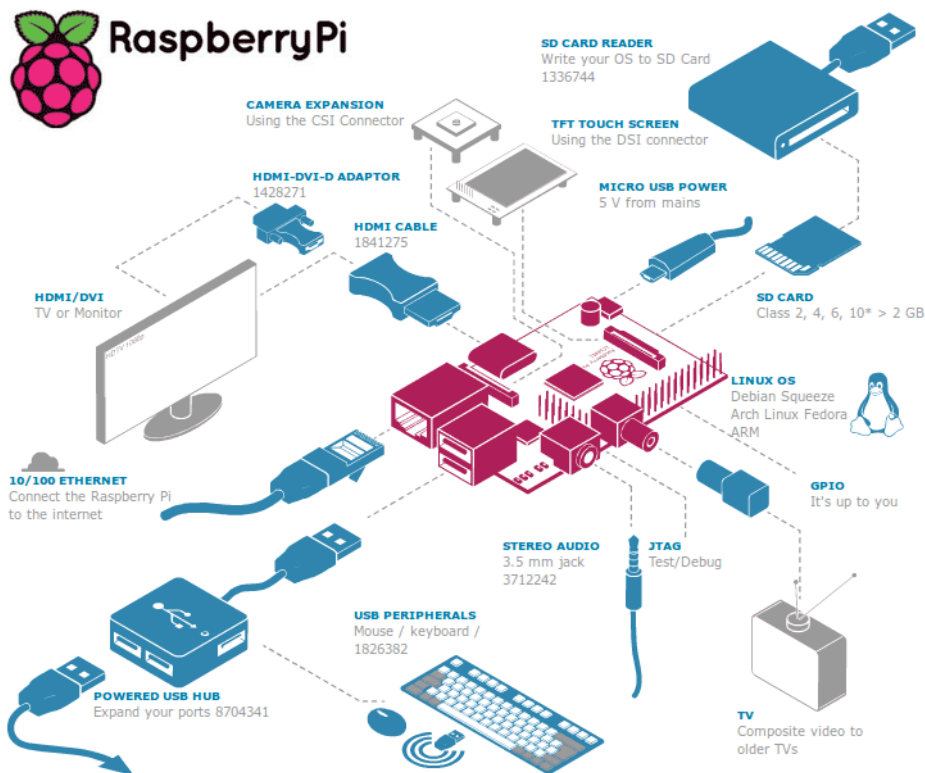 RaspberryPi
SD CARD READER
Write your OS to SD Card
1336744
CAMERA EXPANSION
Using the CSI Connector
TFT TOUCH SCREEN
Using the DSI connector
HDMI-DVI-D ADAPTOR
1428271
MICRO USB POWER
5 V from mains
HDMI CABLE
1841275
HDMI/DVI
TV or Monitor
SD CARD
Class 2, 4, 6, 10* > 2 GB
HDTV 1080p
LINUX OS
Debian Squeeze
Arch Linux Fedora
ARM
10/100 ETHERNET
Connect the Raspberry Pi
to the internet
GPIO
It's up to you
STEREO AUDIO
3.5 mm jack
3712242
JTAG
Test/Debug
USB PERIPHERALS
Mouse / keyboard /
1826382
POWERED USB HUB
Expand your ports 8704341
TV
Composite video to
older TVs